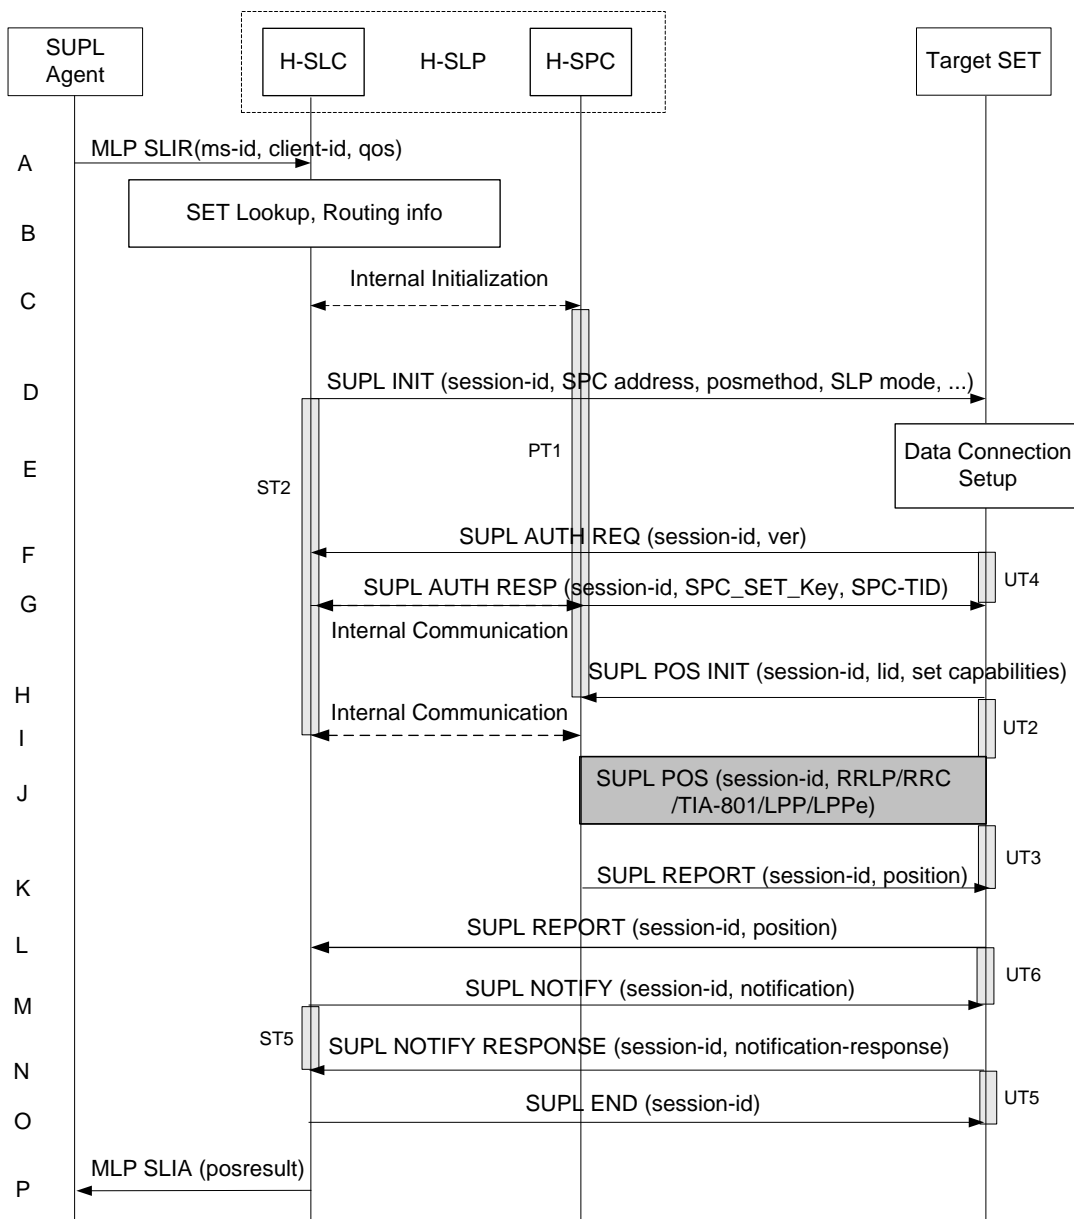 SUPL
Agent
H-SLC
H-SLP
H-SPC
Target SET
A
MLP SLIR(ms-id, client-id, qos)
B
SET Lookup, Routing info
C
Internal Initialization
D
SUPL INIT (session-id, SPC address, posmethod, SLP mode, ...)
E
ST2
PT1
Data Connection
Setup
F
SUPL AUTH REQ (session-id, ver)
UT4
G
SUPL AUTH RESP (session-id, SPC_SET_Key, SPC-TID)
Internal Communication
H
SUPL POS INIT (session-id, lid, set capabilities)
I
Internal Communication
UT2
J
SUPL POS (session-id, RRLP/RRC
/TIA-801/LPP/LPPe)
UT3
K
SUPL REPORT (session-id, position)
L
SUPL REPORT (session-id, position)
UT6
M
SUPL NOTIFY (session-id, notification)
ST5
N
SUPL NOTIFY RESPONSE (session-id, notification-response)
UT5
O
SUPL END (session-id)
P
MLP SLIA (posresult)